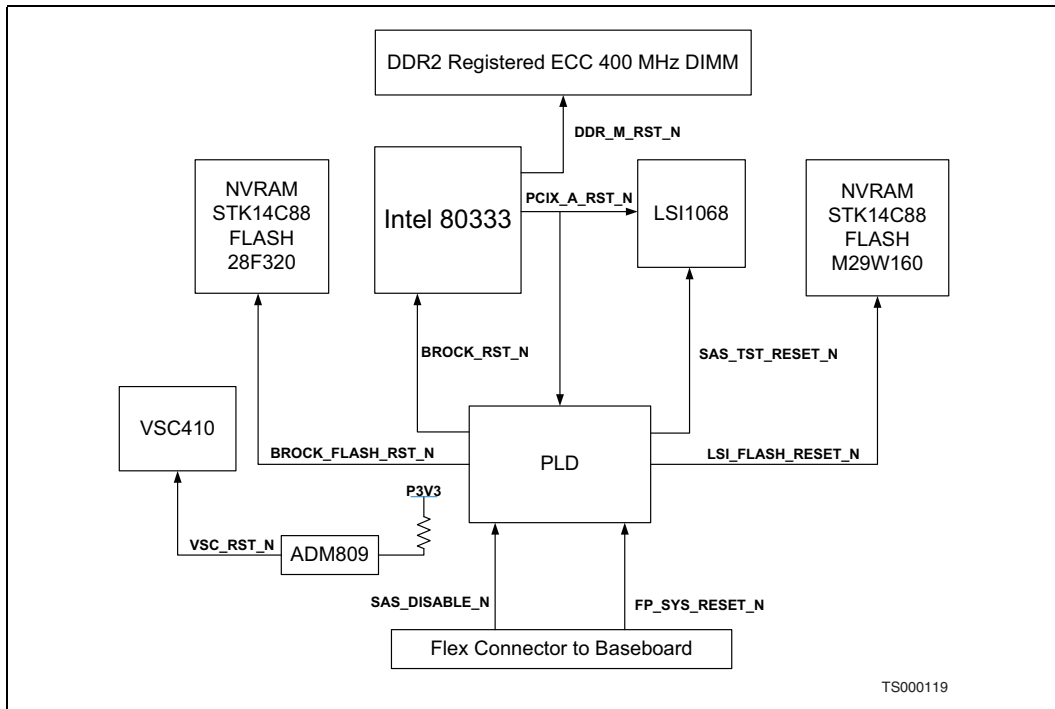 DDR2 Registered ECC 400 MHz DIMM
DDR_M_RST_N
NVRAM
STK14C88
FLASH
28F320
Intel 80333
PCIX_A_RST_N
LSI1068
NVRAM
STK14C88
FLASH
M29W160
BROCK_RST_N
SAS_TST_RESET_N
VSC410
BROCK_FLASH_RST_N
PLD
LSI_FLASH_RESET_N
P3V3
VSC_RST_N
ADM809
SAS_DISABLE_N
FP_SYS_RESET_N
Flex Connector to Baseboard
TS000119